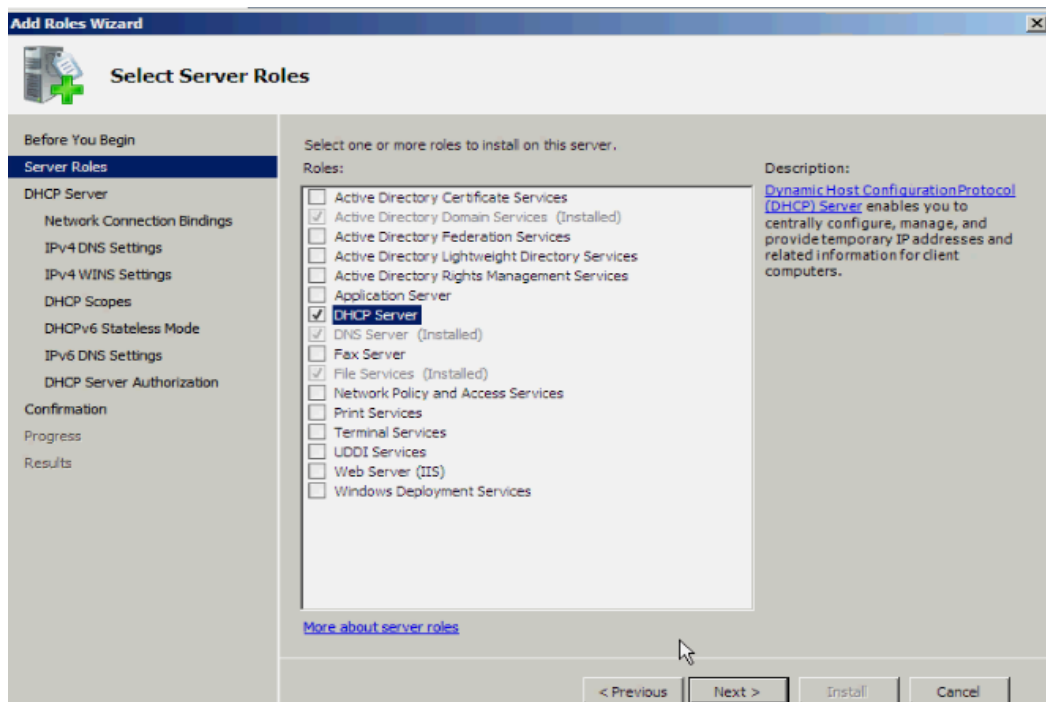 Add Roles Wizard
Select Server Roles
Before You Begin
Server Roles
DHCP Server
Network Connection Bindings
IPv4 DNS Settings
IPv4 WINS Settings
DHCP Scopes
DHCPv6 Stateless Mode
IPv6 DNS Settings
DHCP Server Authorization
Confirmation
Progress
Results
Select one or more roles to install on this server.
Roles:
Active Directory Certificate Services
Active Directory Domain Services (Installed)
Active Directory Federation Services
Active Directory Lightweight Directory Services
Active Directory Rights Management Services
Application Server
DHCP Server
DNS Server (Installed)
Fax Server
File Services (Installed)
Network Policy and Access Services
Print Services
Terminal Services
UDDI Services
Web Server (IIS)
Windows Deployment Services
More about server roles
Description:
Dynamic Host Configuration Protocol
(DHCP) Server enables you to
centrally configure, manage, and
provide temporary IP addresses and
related information for client
computers.
< Previous
Next >
Install
Cancel